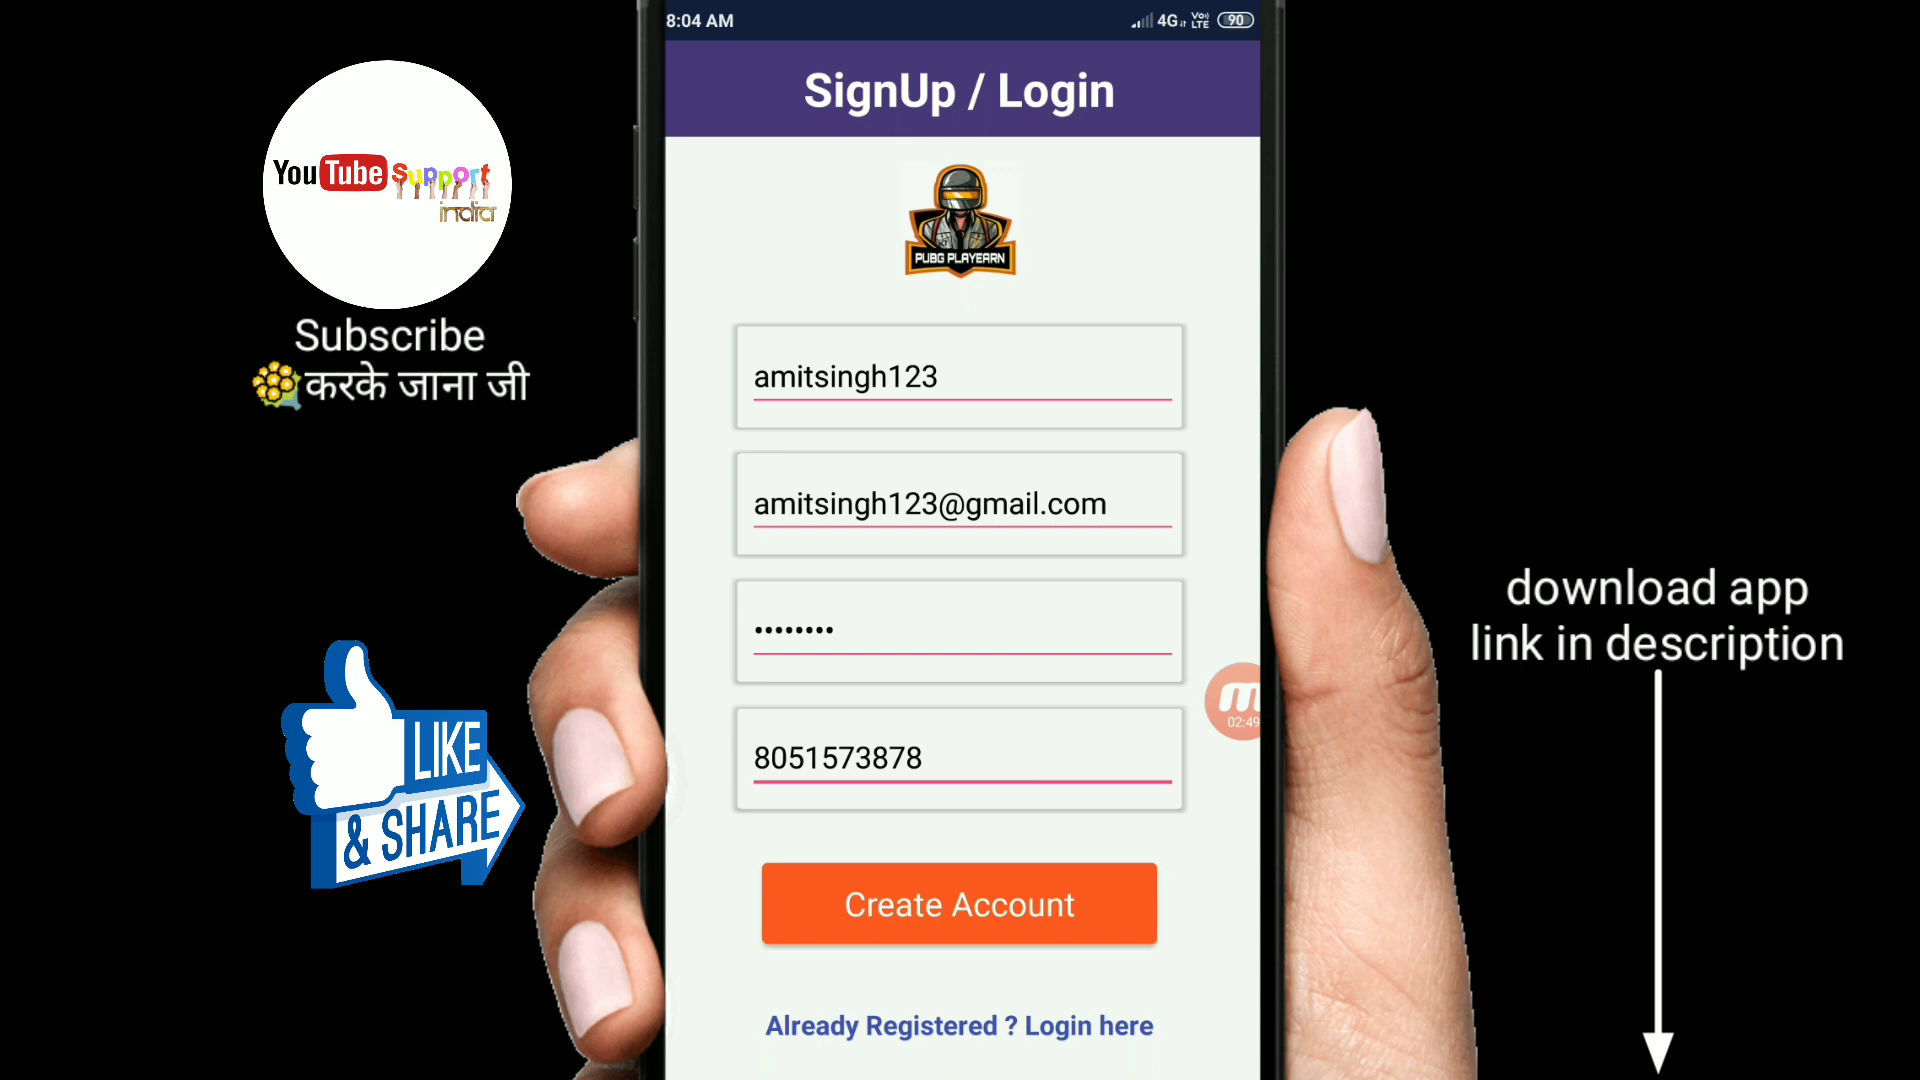 8:04 AM
4G VoLTE 90
SignUp / Login
YouTube Support
india
PUBG PLAYEARN
Subscribe
करके जाना जी
amitsingh123
amitsingh123@gmail.com
••••••••
8051573878
02:49
Create Account
Already Registered ? Login here
LIKE
& SHARE
download app
link in description